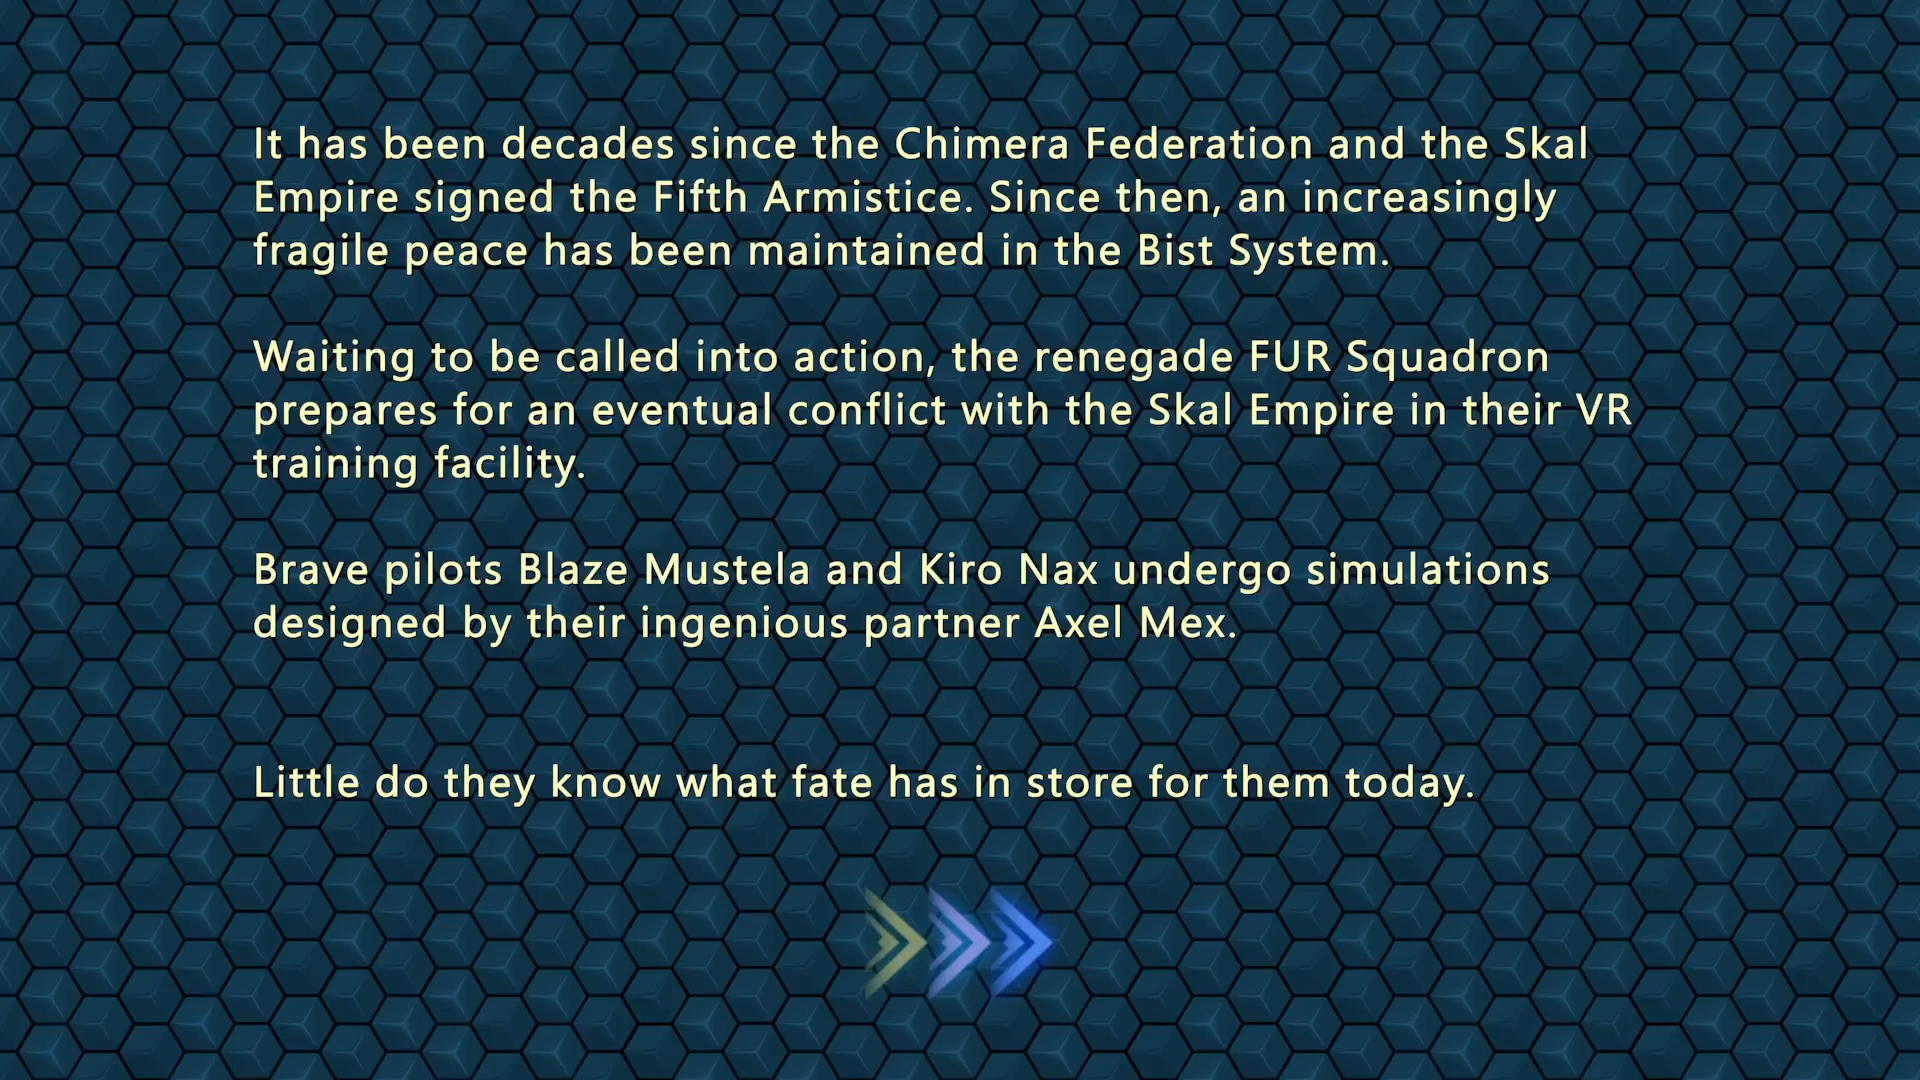 It has been decades since the Chimera Federation and the Skal
Empire signed the Fifth Armistice. Since then, an increasingly
fragile peace has been maintained in the Bist System.
Waiting to be called into action, the renegade FUR Squadron
prepares for an eventual conflict with the Skal Empire in their VR
training facility.
Brave pilots Blaze Mustela and Kiro Nax undergo simulations
designed by their ingenious partner Axel Mex.
Little do they know what fate has in store for them today.